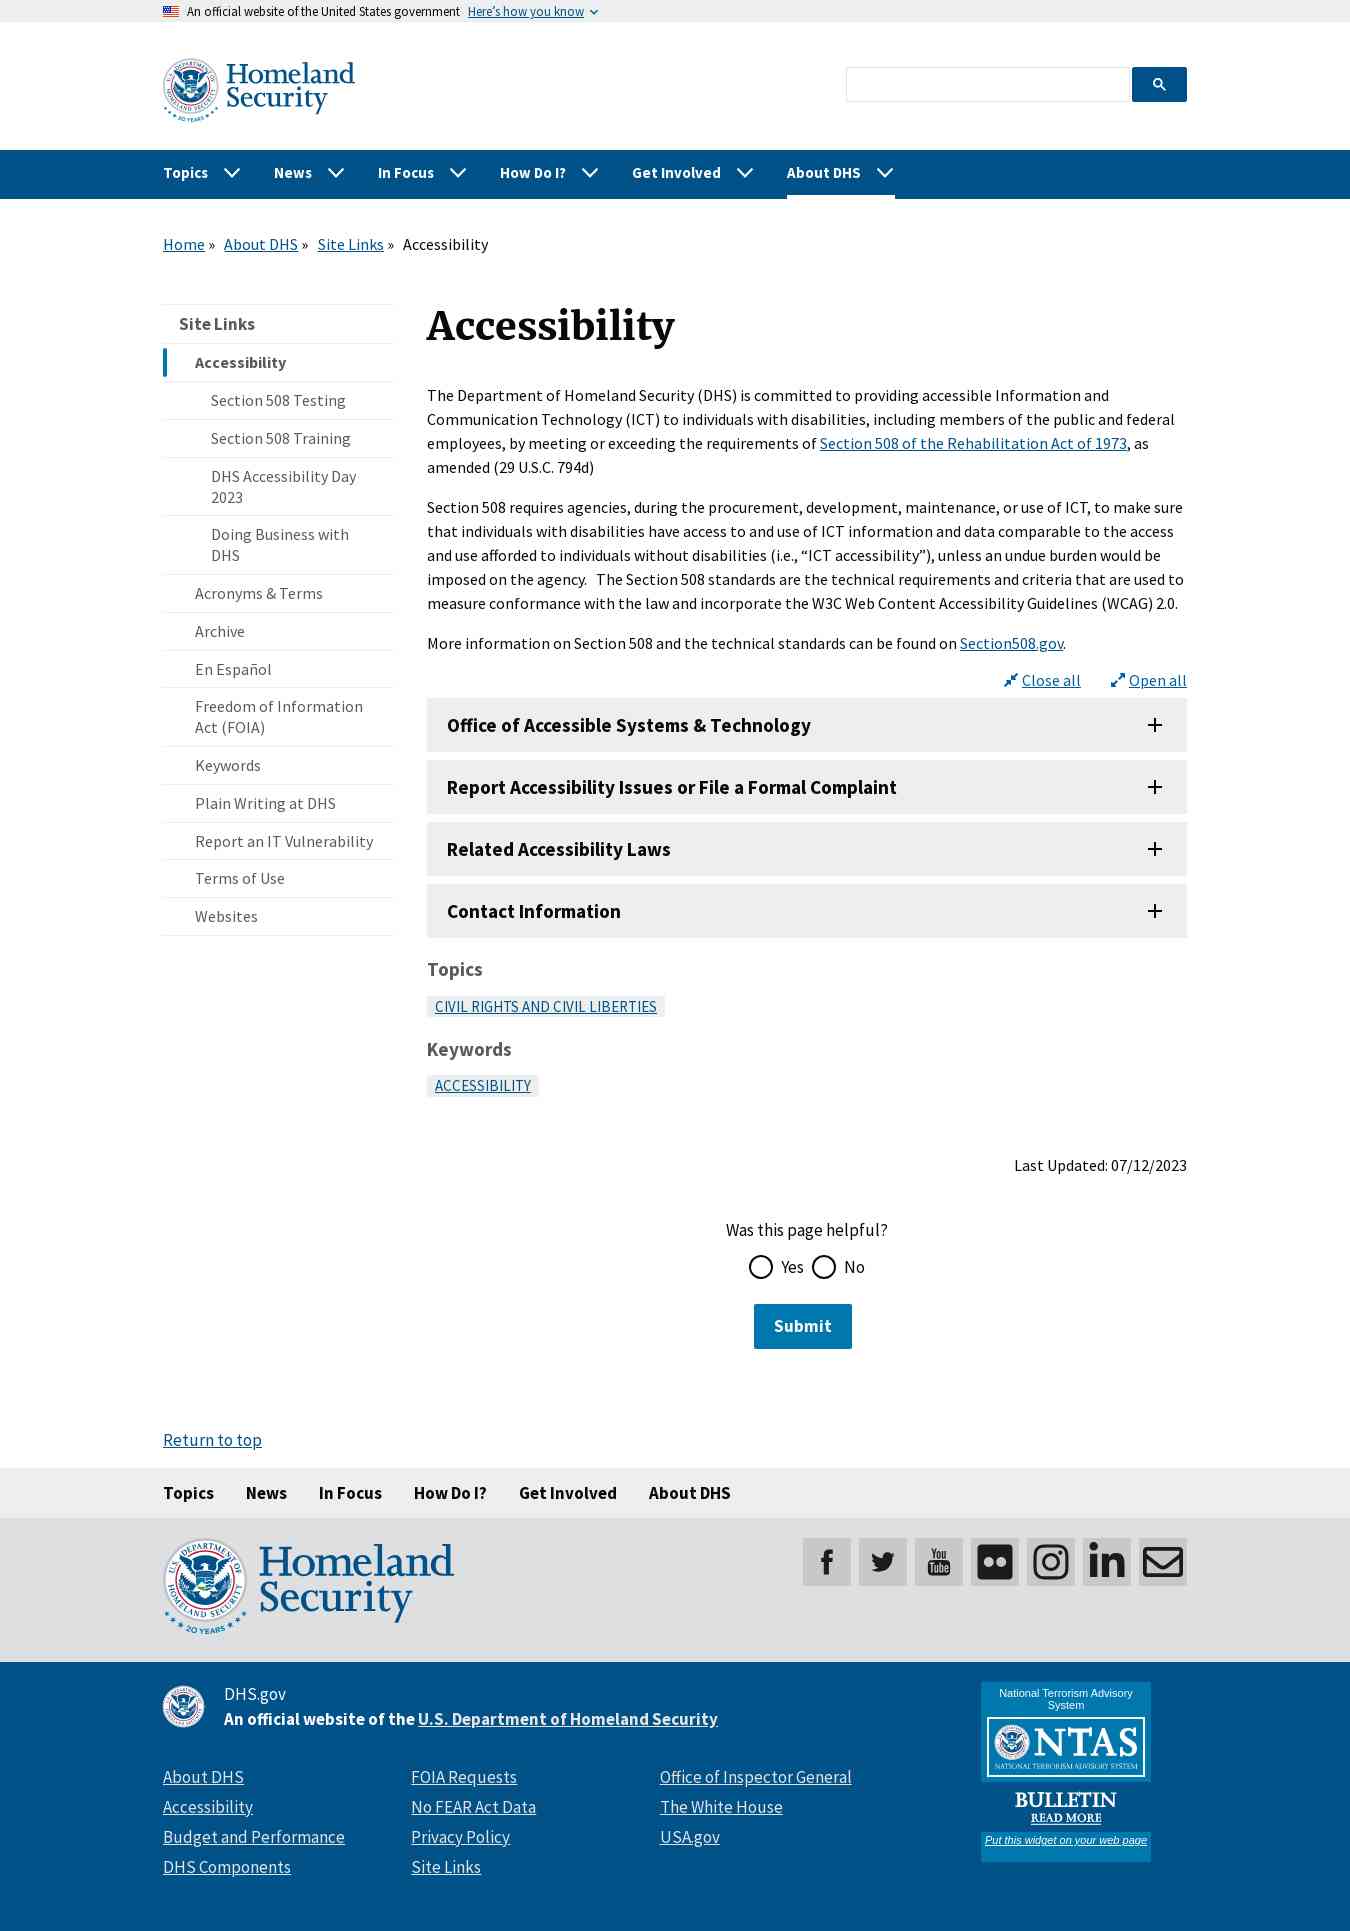 An official website of the United States government Here’s how you know
Homeland
Security
20 YEARS
Topics News In Focus How Do I? Get Involved About DHS
Home » About DHS » Site Links » Accessibility
Site Links
Accessibility
Section 508 Testing
Section 508 Training
DHS Accessibility Day
2023
Doing Business with
DHS
Acronyms & Terms
Archive
En Español
Freedom of Information
Act (FOIA)
Keywords
Plain Writing at DHS
Report an IT Vulnerability
Terms of Use
Websites
Accessibility
The Department of Homeland Security (DHS) is committed to providing accessible Information and
Communication Technology (ICT) to individuals with disabilities, including members of the public and federal
employees, by meeting or exceeding the requirements of Section 508 of the Rehabilitation Act of 1973, as
amended (29 U.S.C. 794d)
Section 508 requires agencies, during the procurement, development, maintenance, or use of ICT, to make sure
that individuals with disabilities have access to and use of ICT information and data comparable to the access
and use afforded to individuals without disabilities (i.e., “ICT accessibility”), unless an undue burden would be
imposed on the agency. The Section 508 standards are the technical requirements and criteria that are used to
measure conformance with the law and incorporate the W3C Web Content Accessibility Guidelines (WCAG) 2.0.
More information on Section 508 and the technical standards can be found on Section508.gov.
Close all Open all
Office of Accessible Systems & Technology
Report Accessibility Issues or File a Formal Complaint
Related Accessibility Laws
Contact Information
Topics
CIVIL RIGHTS AND CIVIL LIBERTIES
Keywords
ACCESSIBILITY
Last Updated: 07/12/2023
Was this page helpful?
Yes No
Submit
Return to top
Topics News In Focus How Do I? Get Involved About DHS
U.S. DEPARTMENT OF HOMELAND SECURITY
20 YEARS
Homeland
Security
You
Tube
DHS.gov
An official website of the U.S. Department of Homeland Security
About DHS
Accessibility
Budget and Performance
DHS Components
FOIA Requests
No FEAR Act Data
Privacy Policy
Site Links
Office of Inspector General
The White House
USA.gov
National Terrorism Advisory
System
NTAS
NATIONAL TERRORISM ADVISORY SYSTEM
BULLETIN
READ MORE
Put this widget on your web page